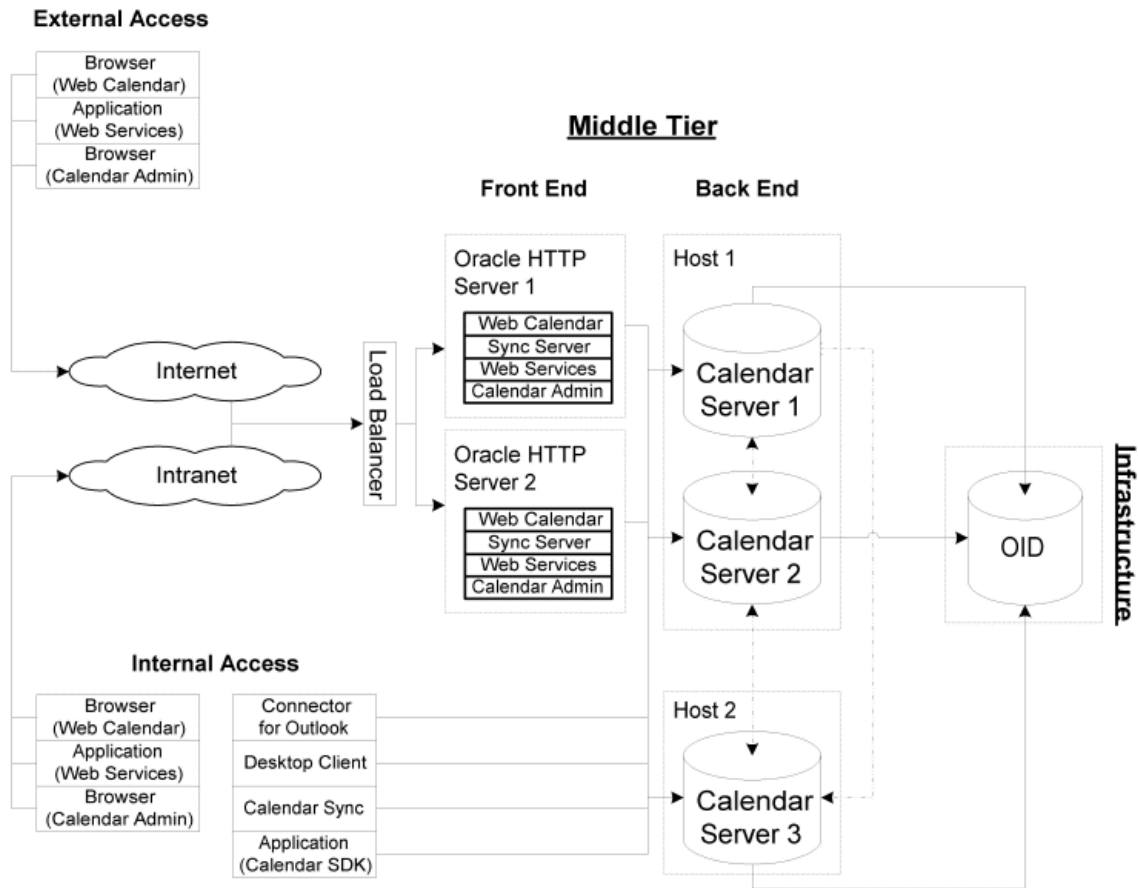 External Access
Browser
(Web Calendar)
Application
(Web Services)
Browser
(Calendar Admin)
Middle Tier
Front End
Back End
Oracle HTTP
Server 1
Web Calendar
Sync Server
Web Services
Calendar Admin
Host 1
Calendar
Server 1
Internet
Intranet
Load Balancer
Oracle HTTP
Server 2
Web Calendar
Sync Server
Web Services
Calendar Admin
Calendar
Server 2
OID
Infrastructure
Internal Access
Browser
(Web Calendar)
Application
(Web Services)
Browser
(Calendar Admin)
Connector
for Outlook
Desktop Client
Calendar Sync
Application
(Calendar SDK)
Host 2
Calendar
Server 3